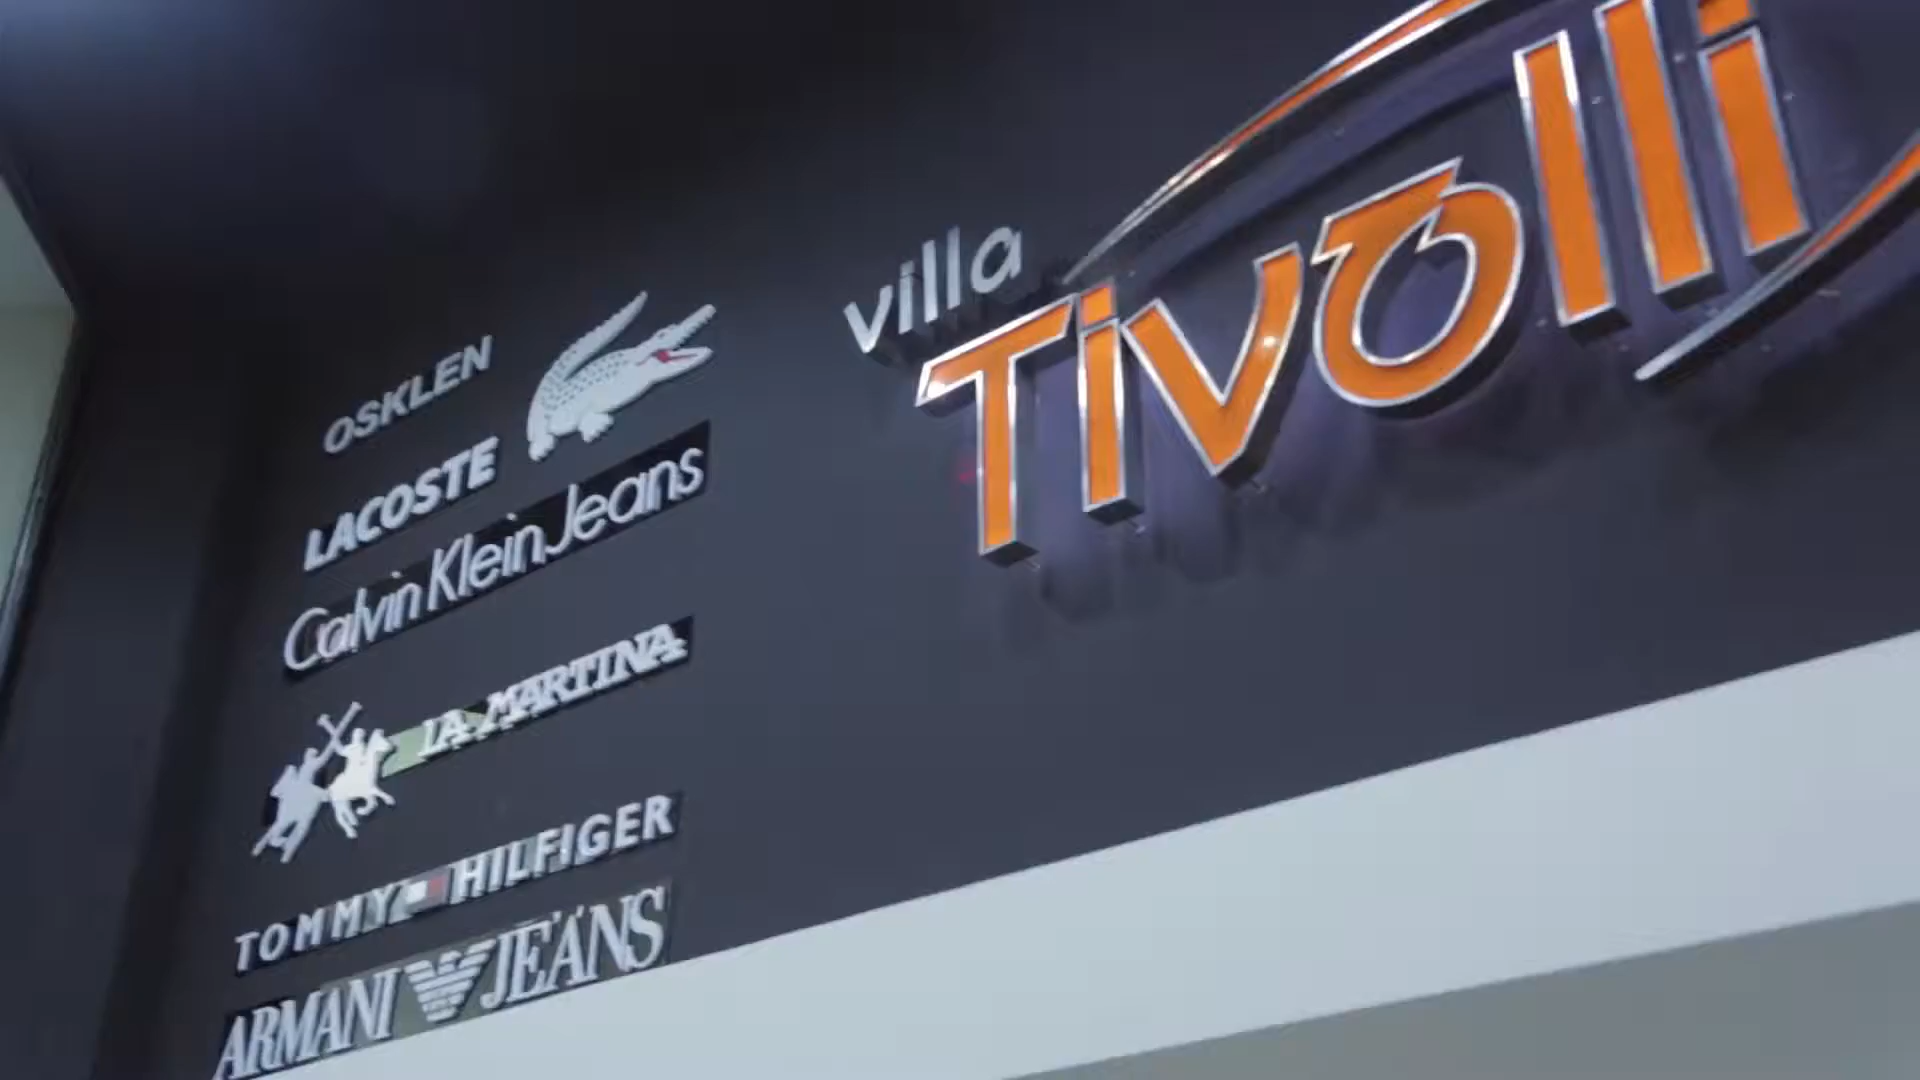 villa
Tivolli
OSKLEN
LACOSTE
Calvin Klein Jeans
LA MARTINA
TOMMY HILFIGER
ARMANI JEANS